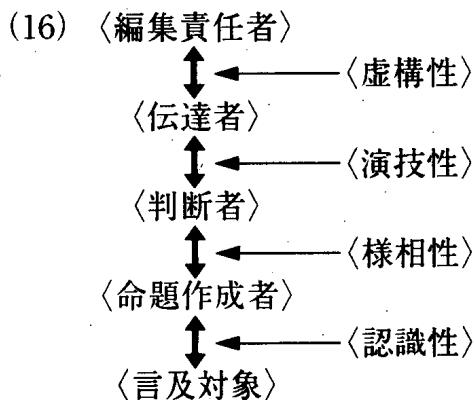 (16) 〈編集責任者〉
〈虚構性〉
〈伝達者〉
〈演技性〉
〈判断者〉
〈様相性〉
〈命題作成者〉
〈認識性〉
〈言及対象〉